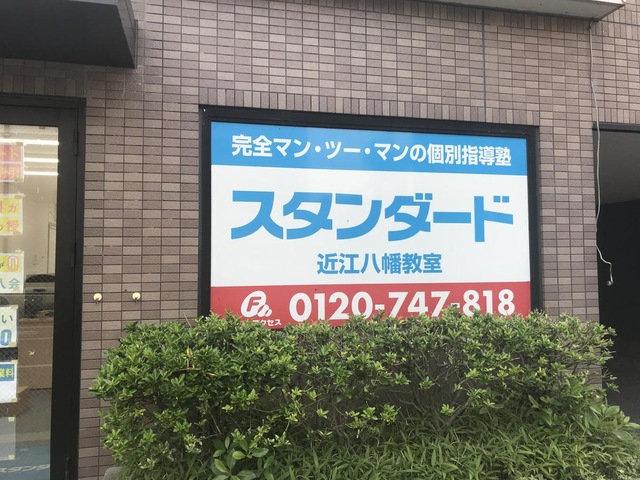 完全マン・ツー・マンの個別指導塾
スタンダード
近江八幡教室
0120-747-818